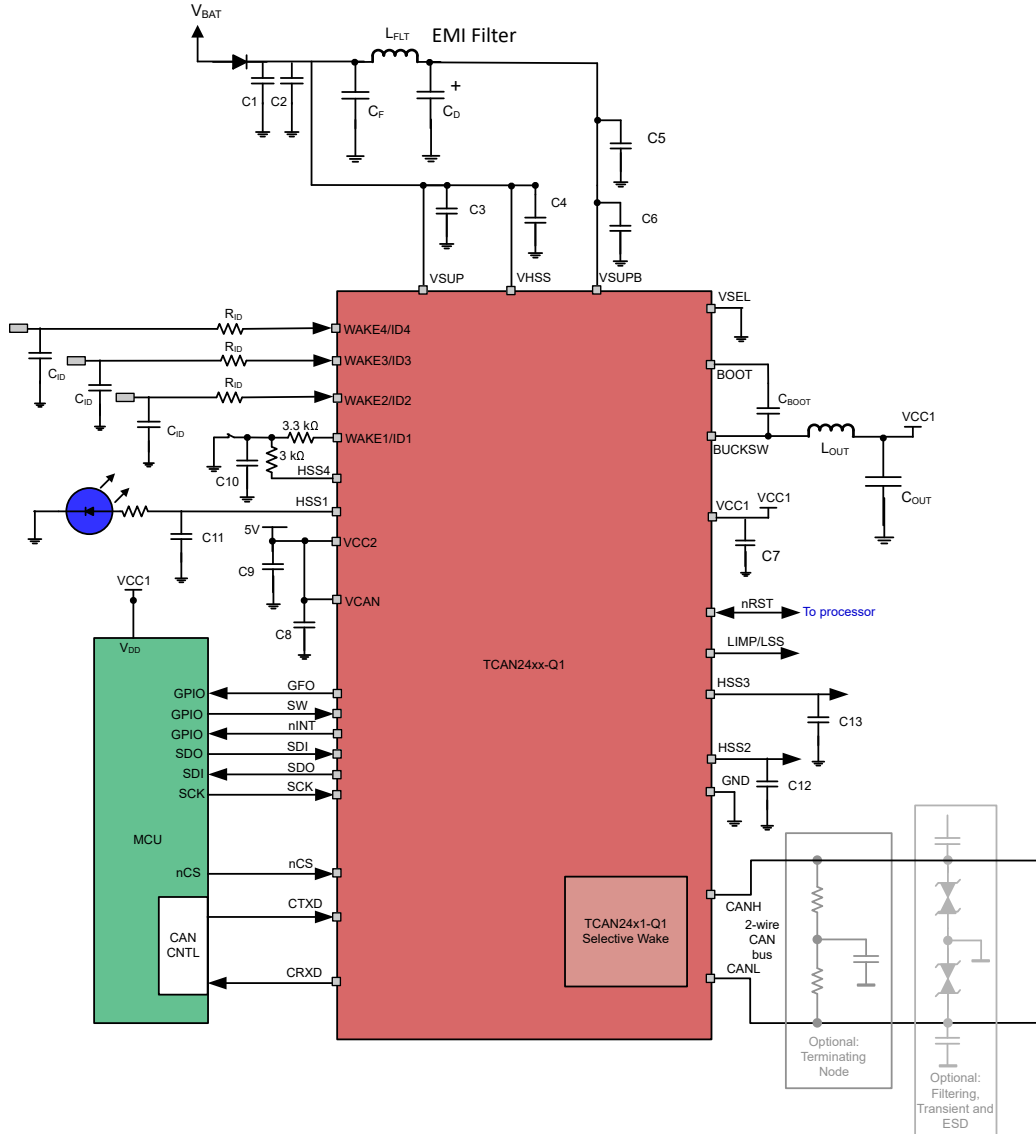 VBAT
LFLT
EMI Filter
C1
C2
CF
+
CD
C5
C3
C4
C6
VSUP
VHSS
VSUPB
VSEL
RID
WAKE4/ID4
CID
RID
WAKE3/ID3
CID
RID
WAKE2/ID2
CID
BOOT
CBOOT
VCC1
BUCKSW
LOUT
COUT
3.3 kΩ
WAKE1/ID1
3 kΩ
C10
HSS4
HSS1
C11
5V
VCC2
C9
VCAN
C8
VCC1
VCC1
C7
nRST
To processor
LIMP/LSS
HSS3
C13
HSS2
C12
GND
VCC1
VDD
TCAN24xx-Q1
GPIO
GFO
GPIO
SW
GPIO
nINT
SDO
SDI
SDI
SDO
SCK
SCK
MCU
nCS
nCS
CTXD
CAN
CNTL
CRXD
TCAN24x1-Q1
Selective Wake
CANH
2-wire
CAN
bus
CANL
Optional:
Terminating
Node
Optional:
Filtering,
Transient and
ESD